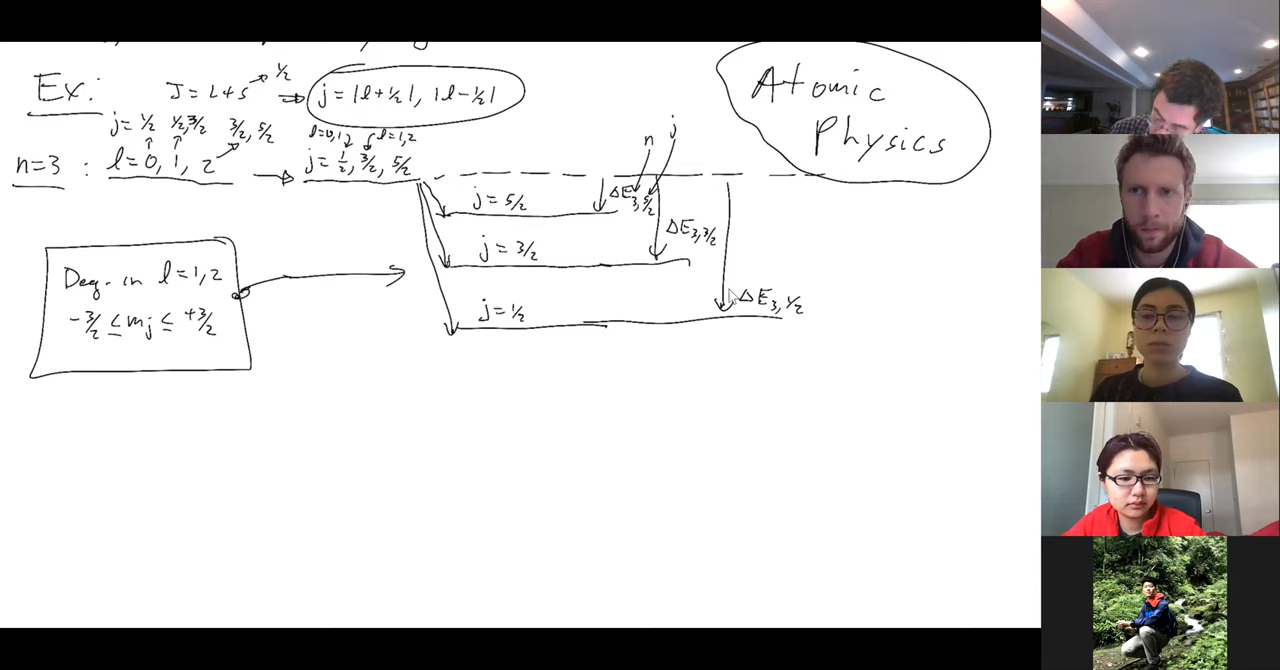 Ex: J = L + S → 1/2 → j = |l + 1/2|, |l - 1/2|
j = 1/2 1/2, 3/2 3/2, 5/2 l=0,1 l=1,2
n=3 : l = 0, 1, 2 → j = 1/2, 3/2, 5/2
Atomic
Physics
n j
j = 5/2 ΔE3,5/2
j = 3/2 ΔE3,3/2
j = 1/2 ΔE3,1/2
Deg. in l = 1,2
-3/2 ≤ mj ≤ +3/2